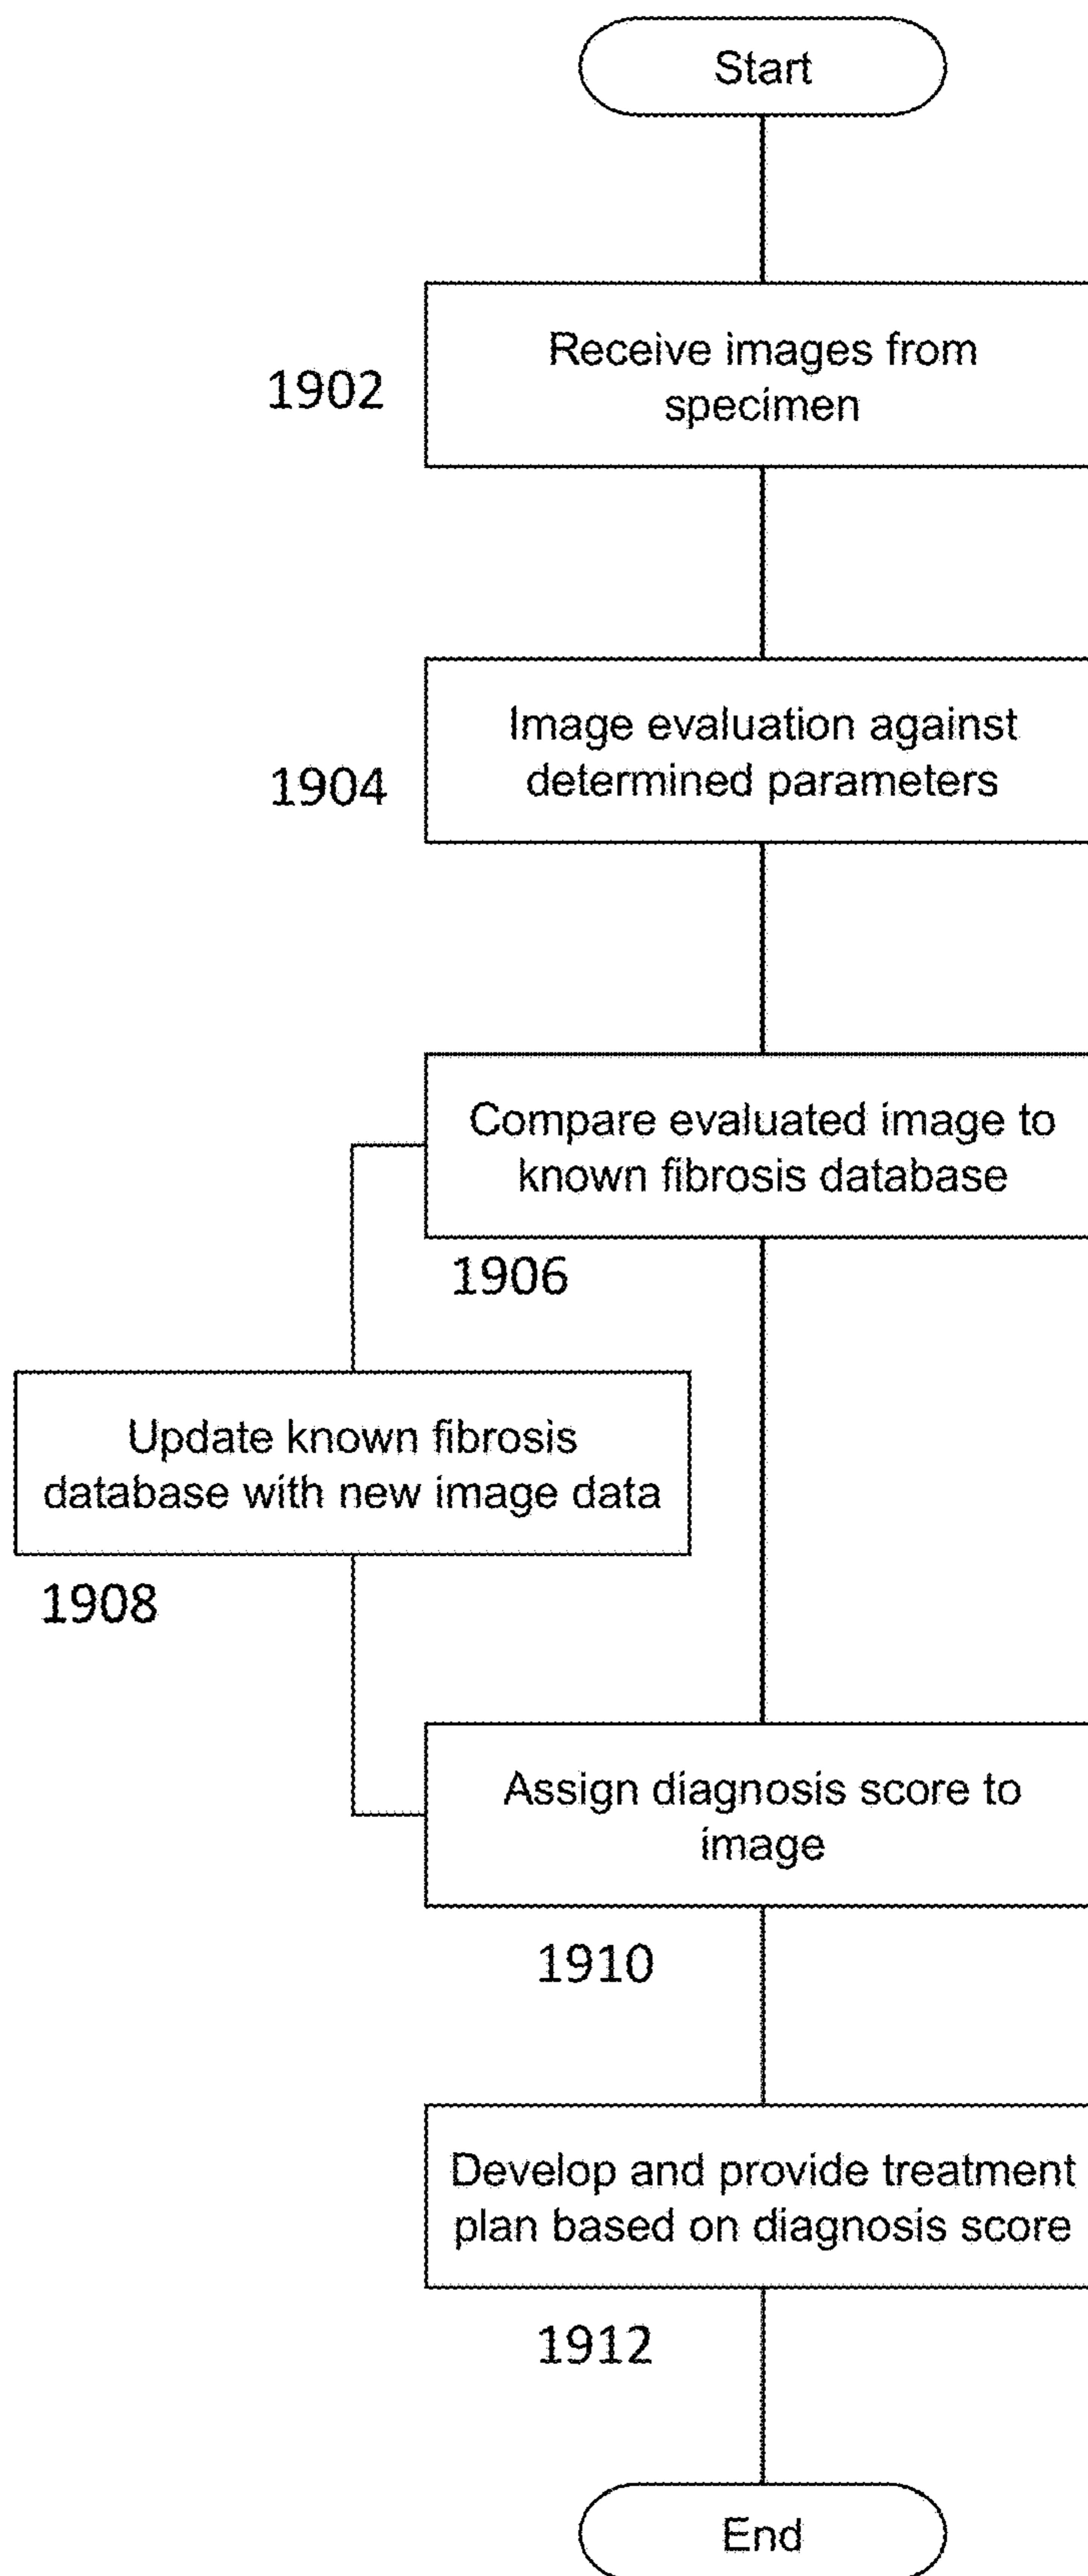 Start
Receive images from
specimen
1902
Image evaluation against
determined parameters
1904
Compare evaluated image to
known fibrosis database
1906
Update known fibrosis
database with new image data
1908
Assign diagnosis score to
image
1910
Develop and provide treatment
plan based on diagnosis score
1912
End